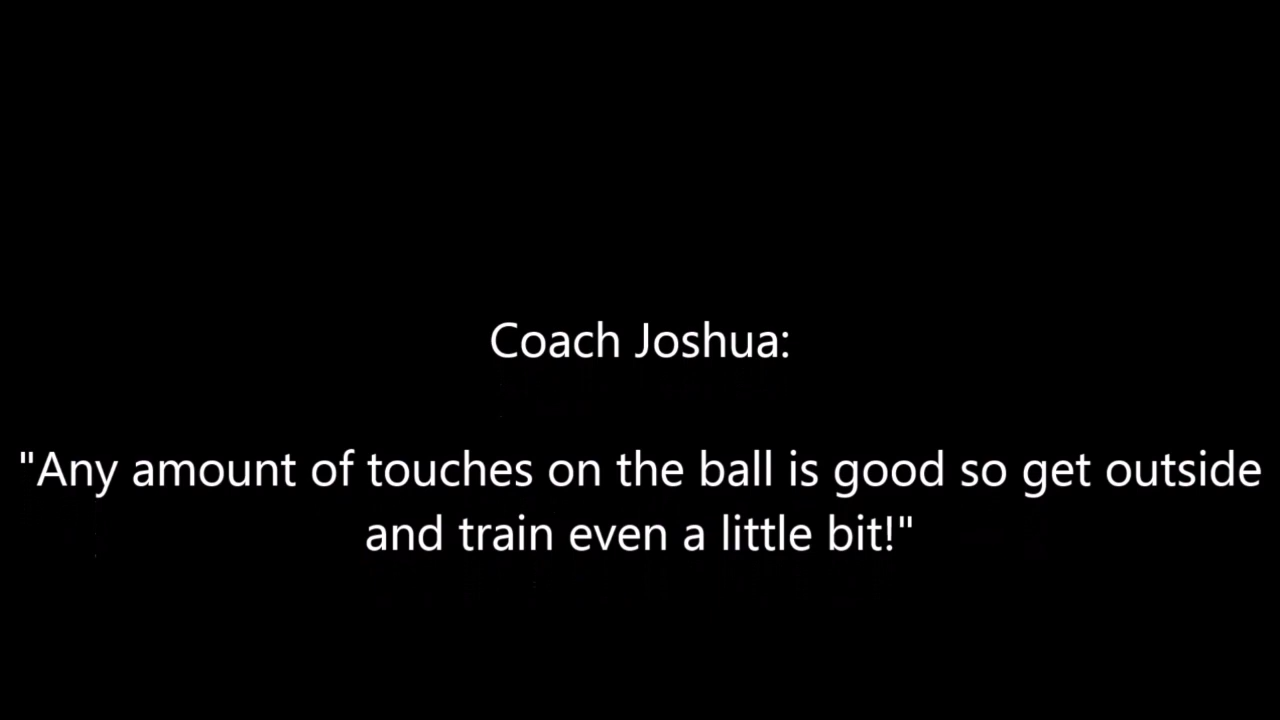 Coach Joshua:
"Any amount of touches on the ball is good so get outside
and train even a little bit!"